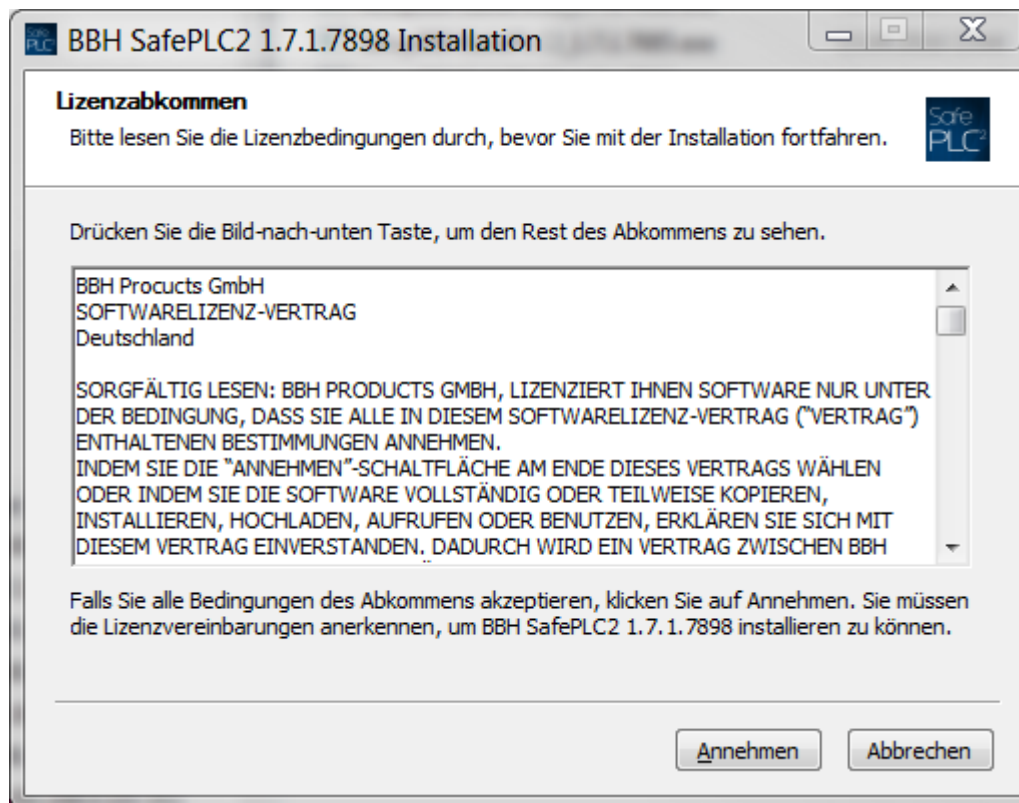 BBH SafePLC2 1.7.1.7898 Installation
Lizenzabkommen
Bitte lesen Sie die Lizenzbedingungen durch, bevor Sie mit der Installation fortfahren.
Safe
PLC²
Drücken Sie die Bild-nach-unten Taste, um den Rest des Abkommens zu sehen.
BBH Procucts GmbH
SOFTWARELIZENZ-VERTRAG
Deutschland
SORGFÄLTIG LESEN: BBH PRODUCTS GMBH, LIZENZIERT IHNEN SOFTWARE NUR UNTER
DER BEDINGUNG, DASS SIE ALLE IN DIESEM SOFTWARELIZENZ-VERTRAG (“VERTRAG”)
ENTHALTENEN BESTIMMUNGEN ANNEHMEN.
INDEM SIE DIE “ANNEHMEN”-SCHALTFLÄCHE AM ENDE DIESES VERTRAGS WÄHLEN
ODER INDEM SIE DIE SOFTWARE VOLLSTÄNDIG ODER TEILWEISE KOPIEREN,
INSTALLIEREN, HOCHLADEN, AUFRUFEN ODER BENUTZEN, ERKLÄREN SIE SICH MIT
DIESEM VERTRAG EINVERSTANDEN. DADURCH WIRD EIN VERTRAG ZWISCHEN BBH
Falls Sie alle Bedingungen des Abkommens akzeptieren, klicken Sie auf Annehmen. Sie müssen
die Lizenzvereinbarungen anerkennen, um BBH SafePLC2 1.7.1.7898 installieren zu können.
Annehmen
Abbrechen